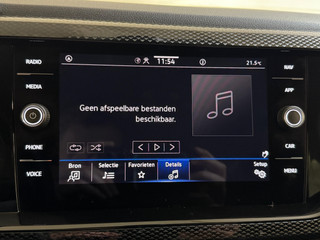 RADIO
11:54
21.5°c
NAV
MEDIA
APP
Geen afspeelbare bestanden
beschikbaar.
PHONE
CAR
Bron Selectie Favorieten Details Setup
VOICE
MENU